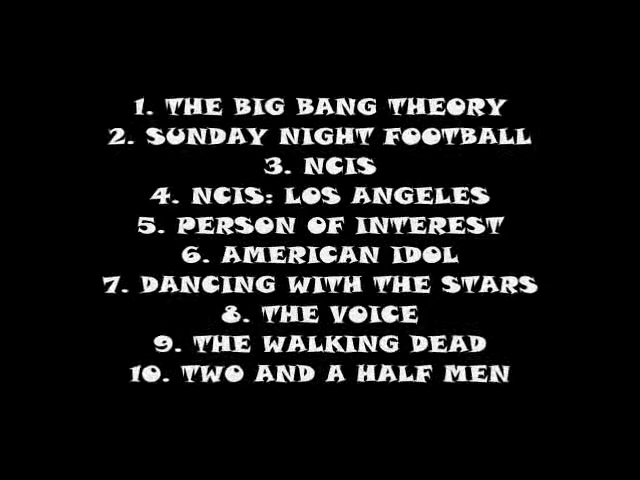 1. THE BIG BANG THEORY
2. SUNDAY NIGHT FOOTBALL
3. NCIS
4. NCIS: LOS ANGELES
5. PERSON OF INTEREST
6. AMERICAN IDOL
7. DANCING WITH THE STARS
8. THE VOICE
9. THE WALKING DEAD
10. TWO AND A HALF MEN